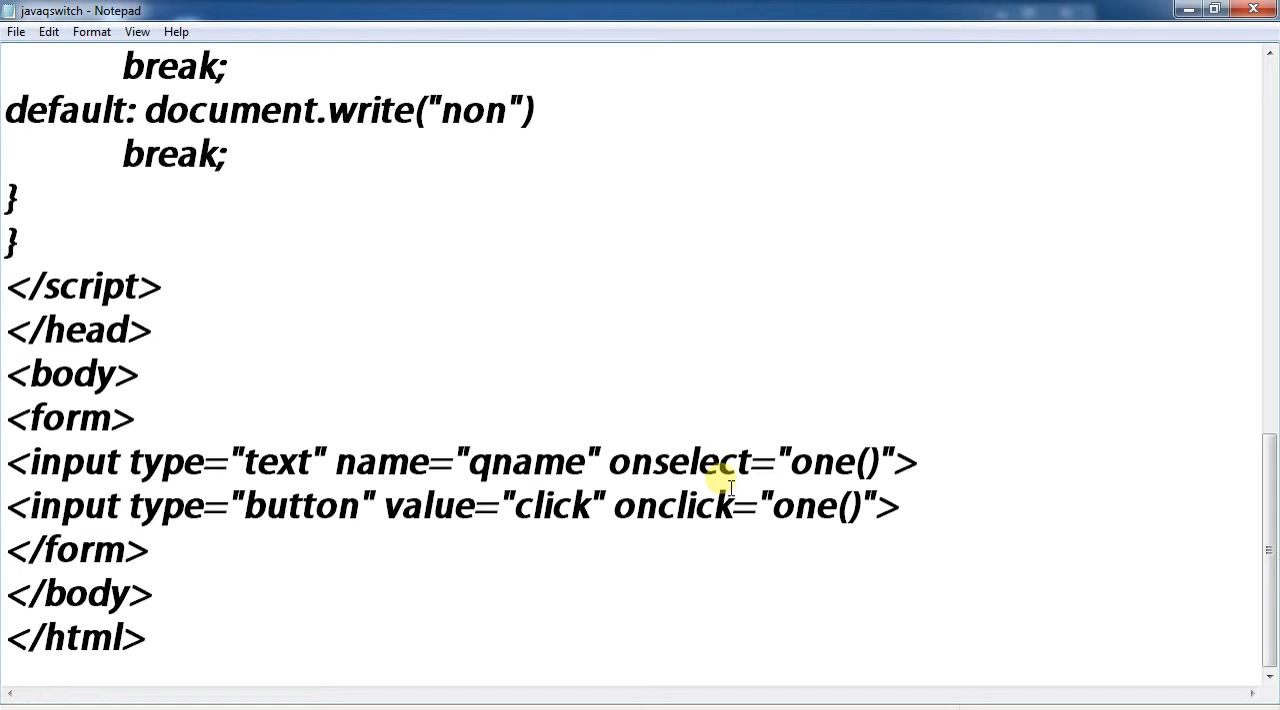 javaqswitch - Notepad
File Edit Format View Help
break;
default: document.write("non")
break;
}
}
</script>
</head>
<body>
<form>
<input type="text" name="qname" onselect="one()">
<input type="button" value="click" onclick="one()">
</form>
</body>
</html>